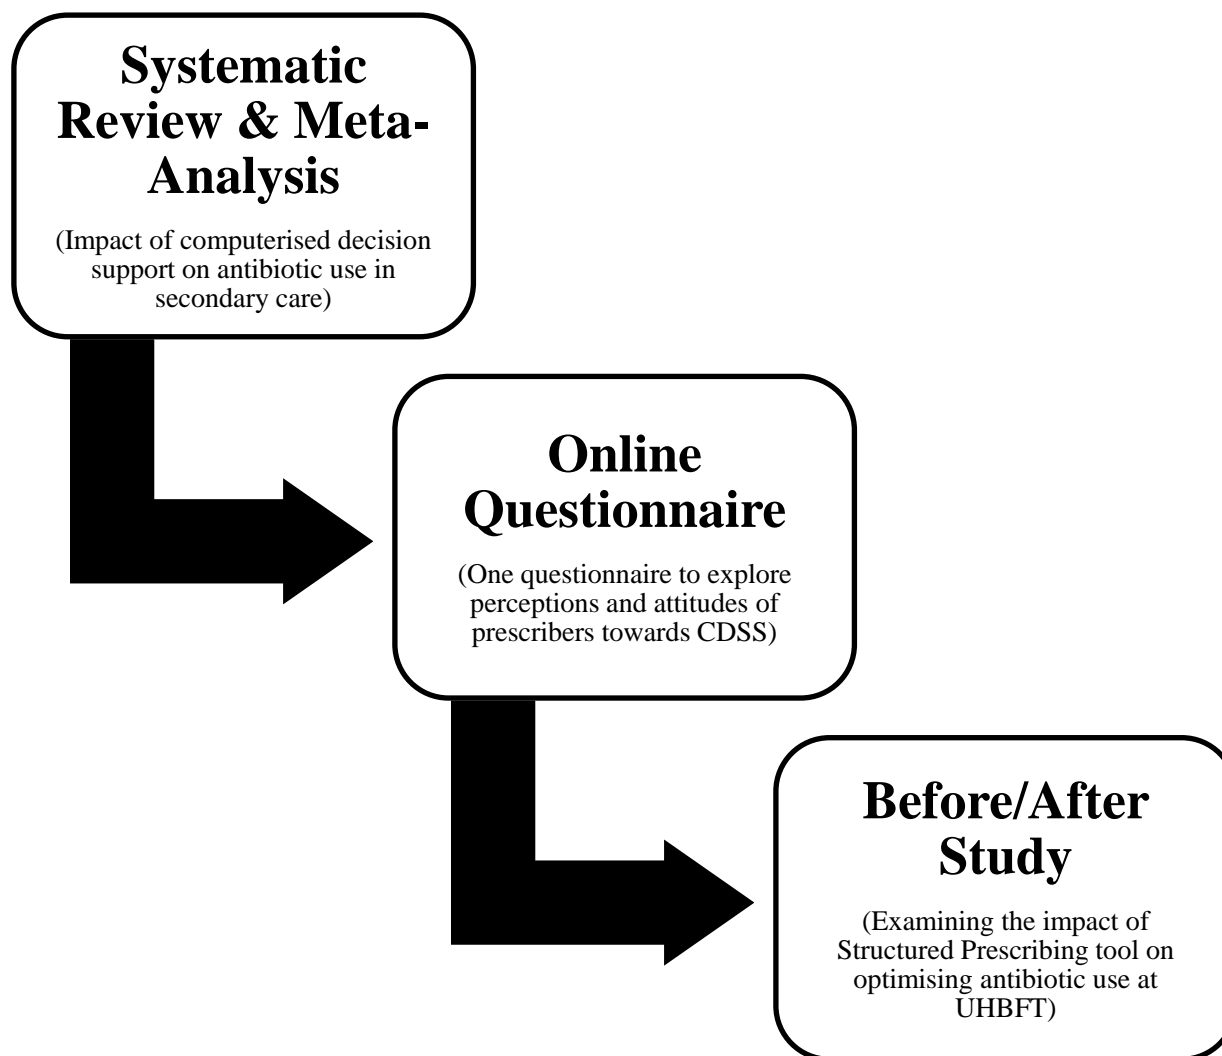 Systematic
Review & Meta-
Analysis
(Impact of computerised decision
support on antibiotic use in
secondary care)
Online
Questionnaire
(One questionnaire to explore
perceptions and attitudes of
prescribers towards CDSS)
Before/After
Study
(Examining the impact of
Structured Prescribing tool on
optimising antibiotic use at
UHBFT)